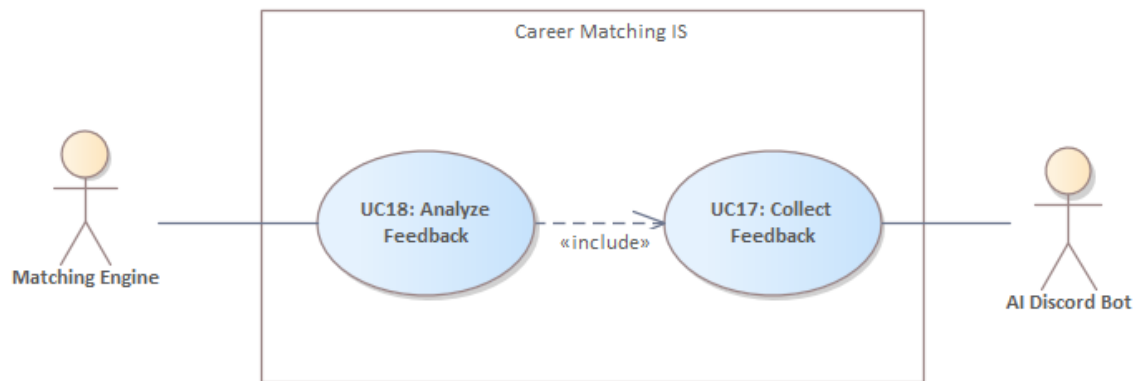 Career Matching IS
UC18: Analyze
Feedback
«include»
UC17: Collect
Feedback
Matching Engine
AI Discord Bot